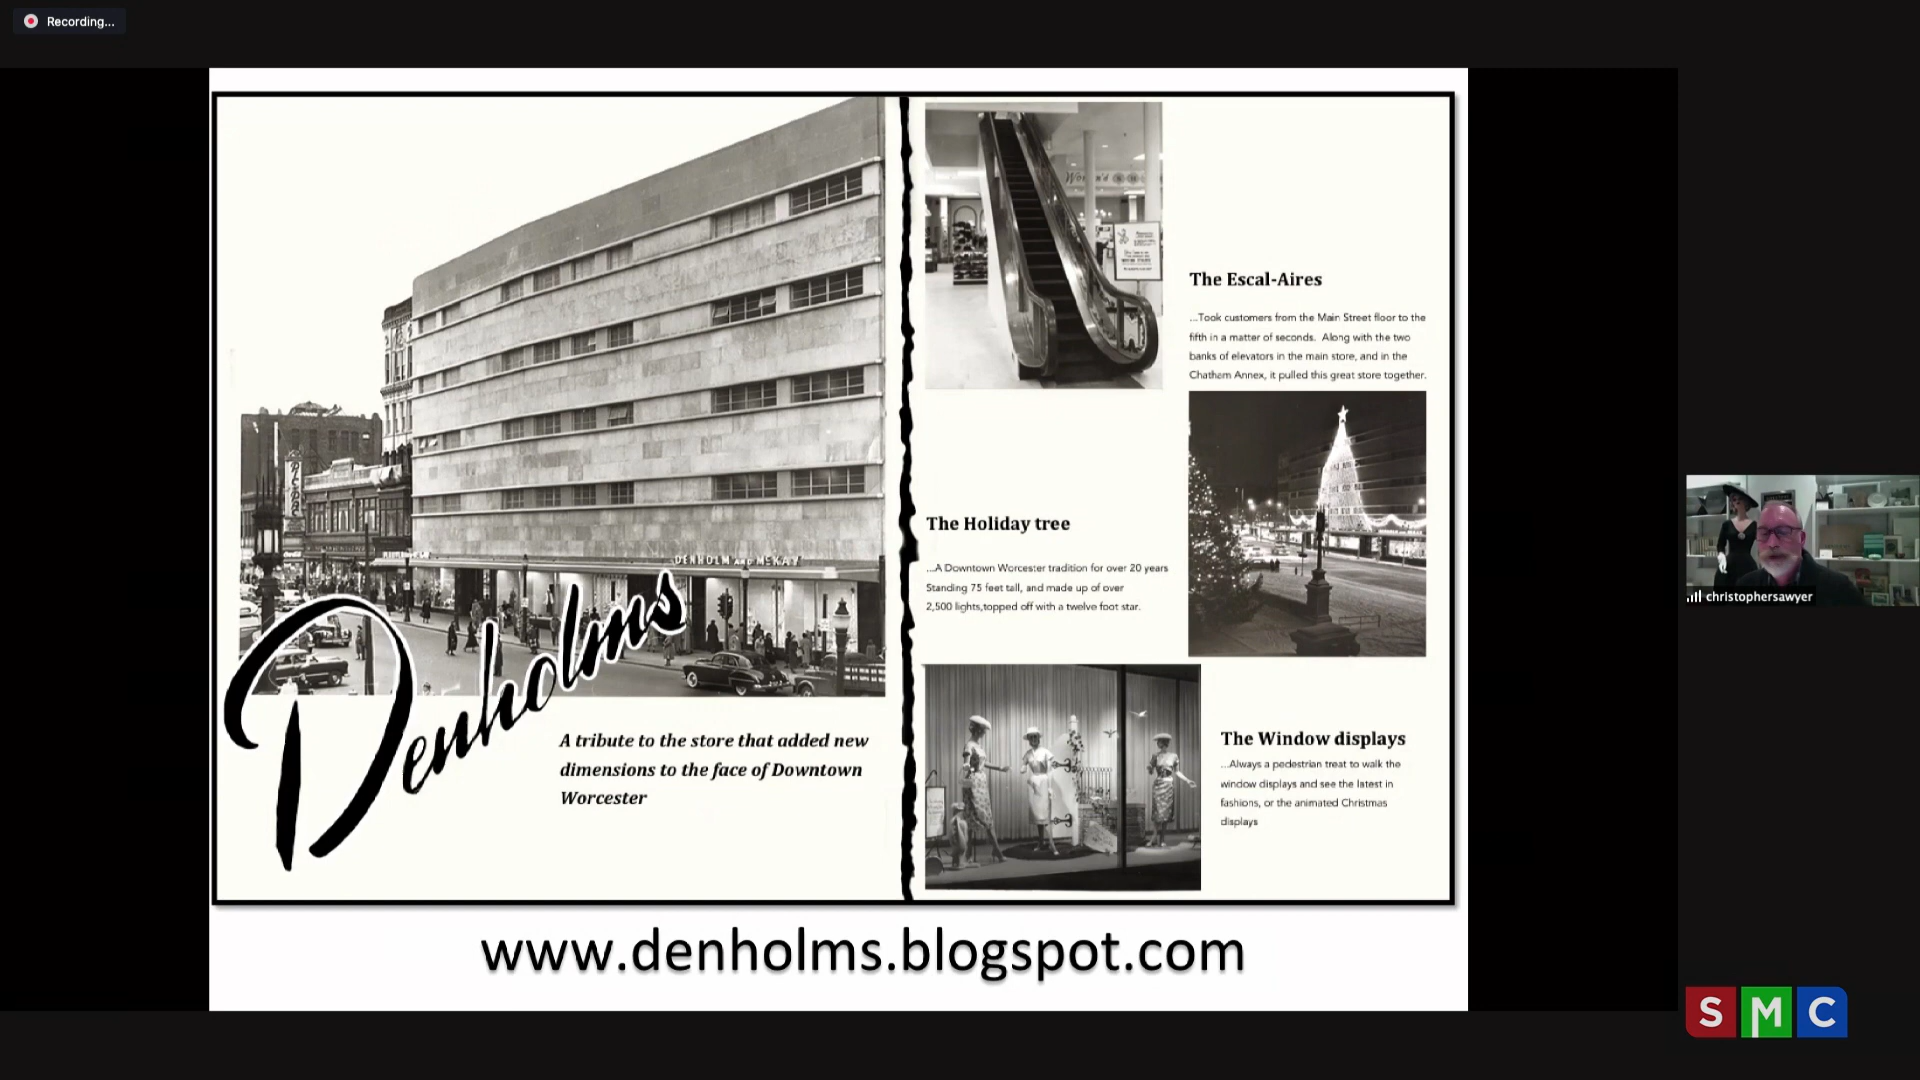 Recording...
DENHOLM AND McKAY
Denholms
A tribute to the store that added new
dimensions to the face of Downtown
Worcester
The Escal-Aires
...Took customers from the Main Street floor to the
fifth in a matter of seconds. Along with the two
banks of elevators in the main store, and in the
Chatham Annex, it pulled this great store together.
The Holiday tree
...A Downtown Worcester tradition for over 20 years
Standing 75 feet tall, and made up of over
2,500 lights,topped off with a twelve foot star.
The Window displays
...Always a pedestrian treat to walk the
window displays and see the latest in
fashions, or the animated Christmas
displays
www.denholms.blogspot.com
christophersawyer
SMC